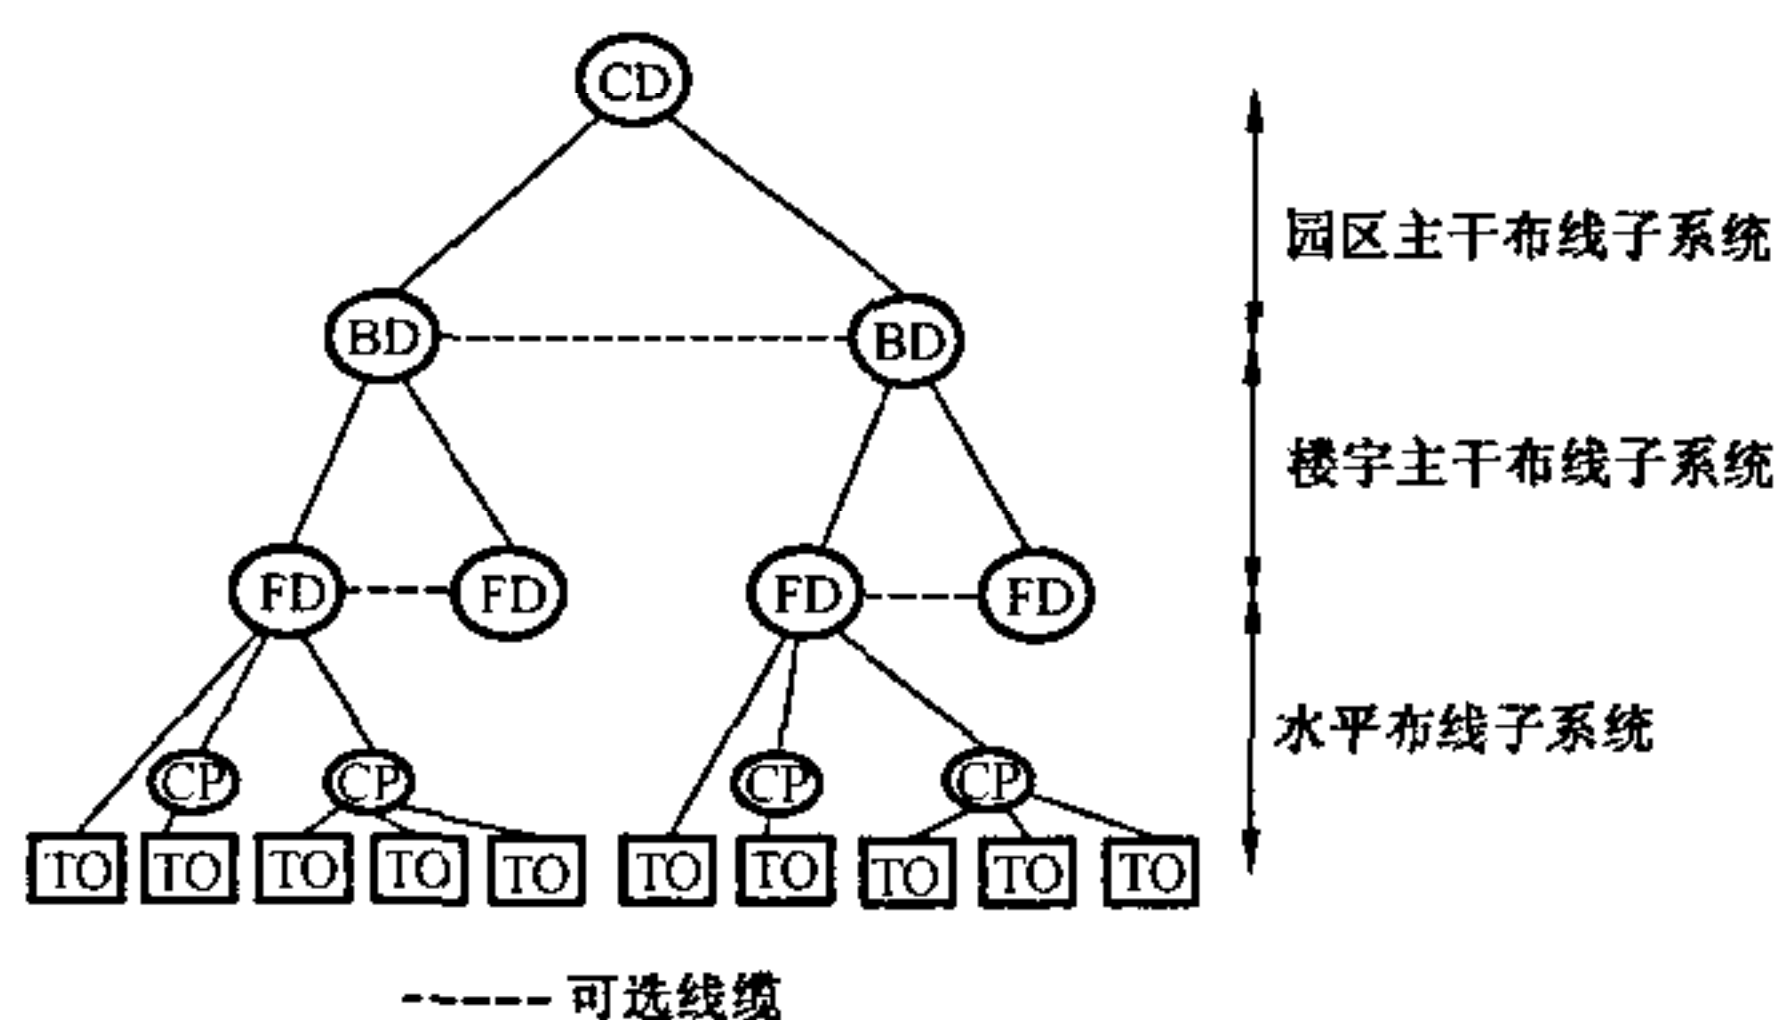 CD
园区主干布线子系统
BD BD
楼宇主干布线子系统
FD FD FD FD
水平布线子系统
CP CP CP CP
TO TO TO TO TO TO TO TO TO TO
可选线缆